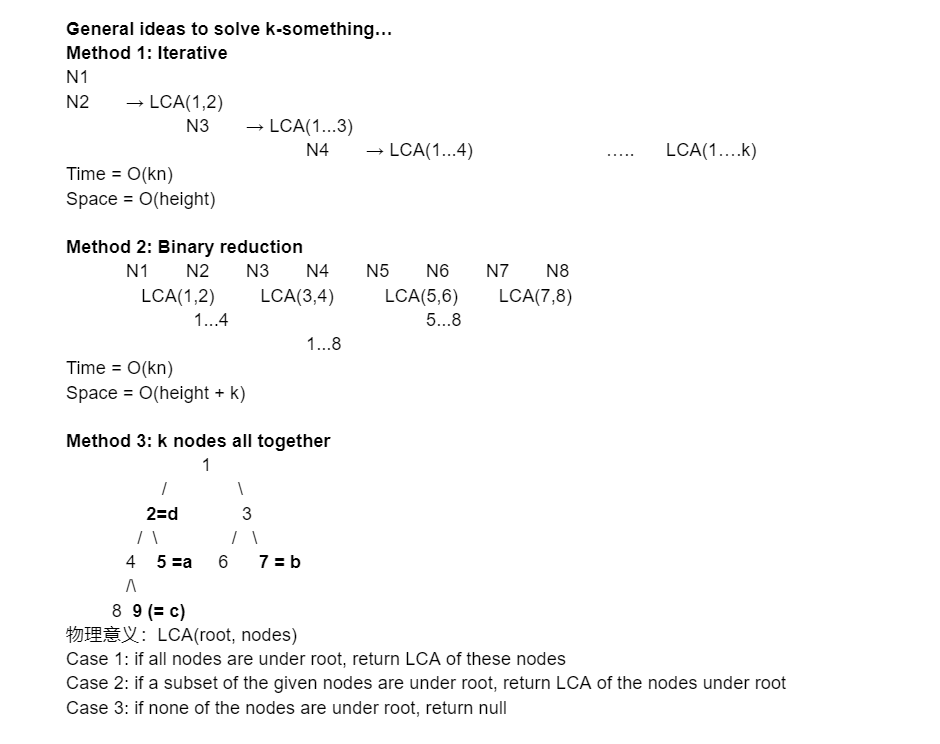 General ideas to solve k-something…
Method 1: Iterative
N1
N2 → LCA(1,2)
N3 → LCA(1...3)
N4 → LCA(1...4) ….. LCA(1….k)
Time = O(kn)
Space = O(height)
Method 2: Binary reduction
N1 N2 N3 N4 N5 N6 N7 N8
LCA(1,2) LCA(3,4) LCA(5,6) LCA(7,8)
1...4 5...8
1...8
Time = O(kn)
Space = O(height + k)
Method 3: k nodes all together
1
/ \
2=d 3
/ \ / \
4 5 =a 6 7 = b
/\
8 9 (= c)
物理意义：LCA(root, nodes)
Case 1: if all nodes are under root, return LCA of these nodes
Case 2: if a subset of the given nodes are under root, return LCA of the nodes under root
Case 3: if none of the nodes are under root, return null